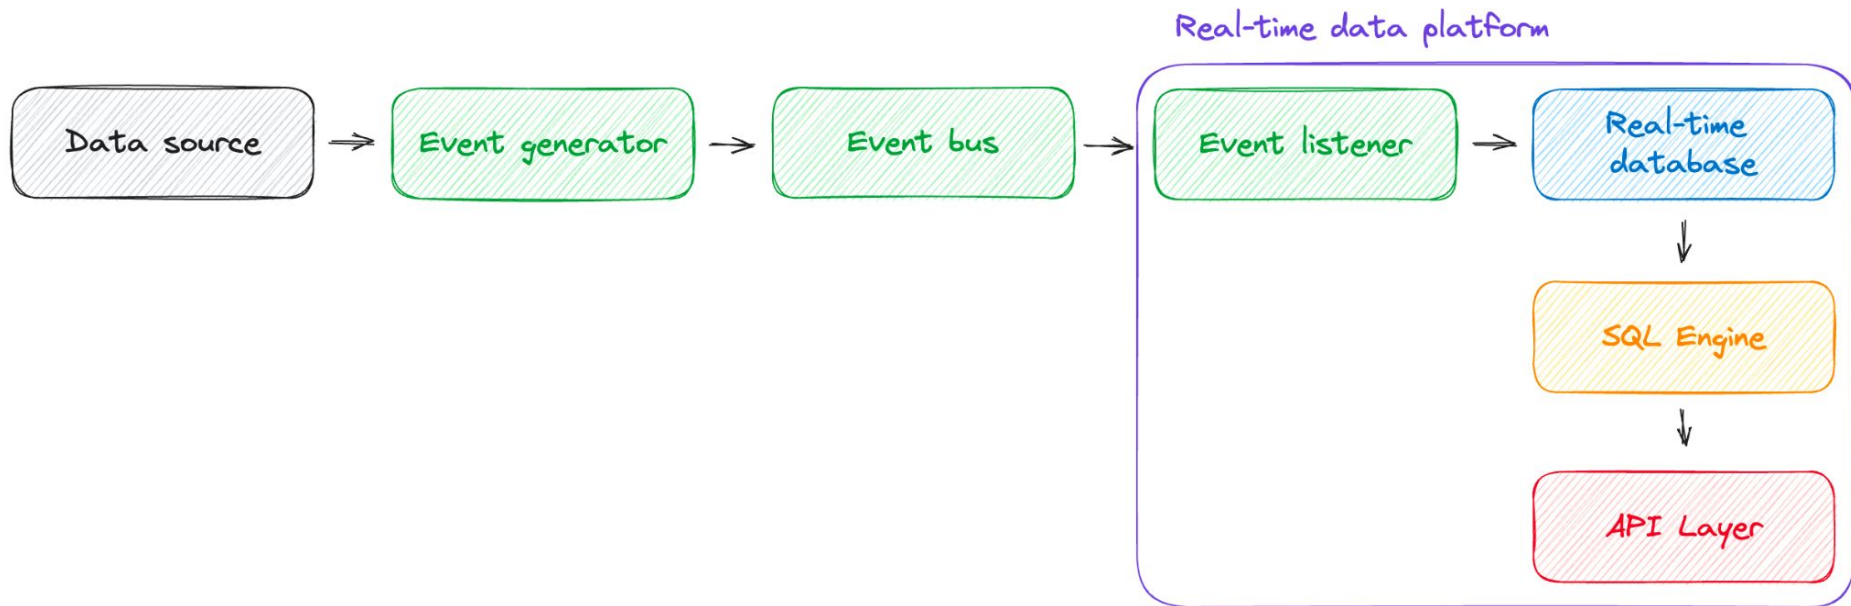 Real-time data platform
Data source
Event generator
Event bus
Event listener
Real-time
database
SQL Engine
API Layer